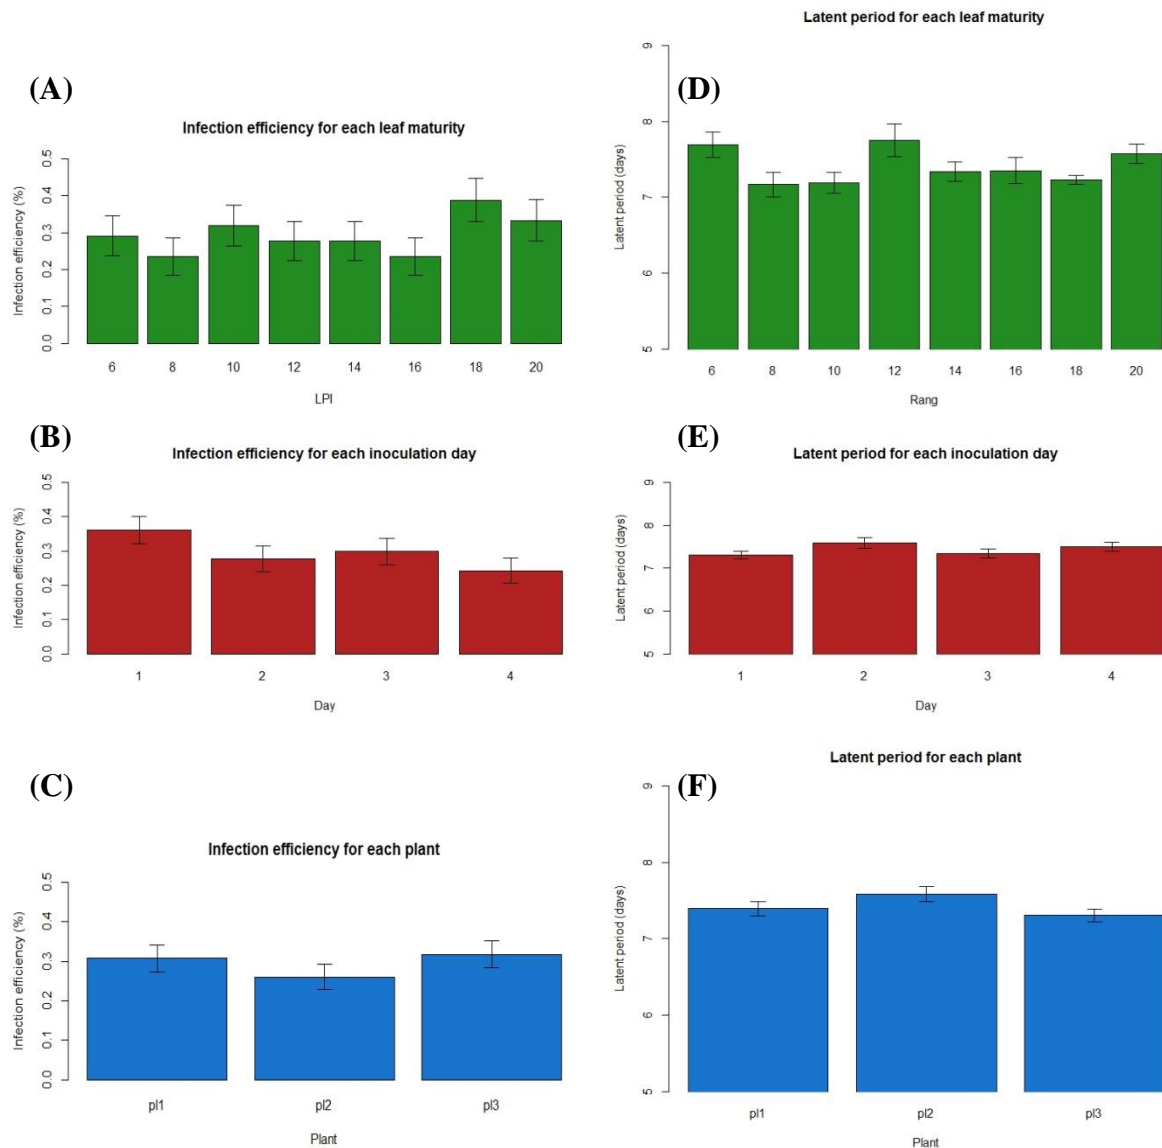 (A)
Infection efficiency for each leaf maturity
Infection efficiency (%)
0.5
0.4
0.3
0.2
0.1
0.0
6 8 10 12 14 16 18 20
LPI
(D)
Latent period for each leaf maturity
Latent period (days)
9
8
7
6
5
6 8 10 12 14 16 18 20
Rang
(B)
Infection efficiency for each inoculation day
Infection efficiency (%)
0.5
0.4
0.3
0.2
0.1
0.0
1 2 3 4
Day
(E)
Latent period for each inoculation day
Latent period (days)
9
8
7
6
5
1 2 3 4
Day
(C)
Infection efficiency for each plant
Infection efficiency (%)
0.5
0.4
0.3
0.2
0.1
0.0
pl1 pl2 pl3
Plant
(F)
Latent period for each plant
Latent period (days)
9
8
7
6
5
pl1 pl2 pl3
Plant